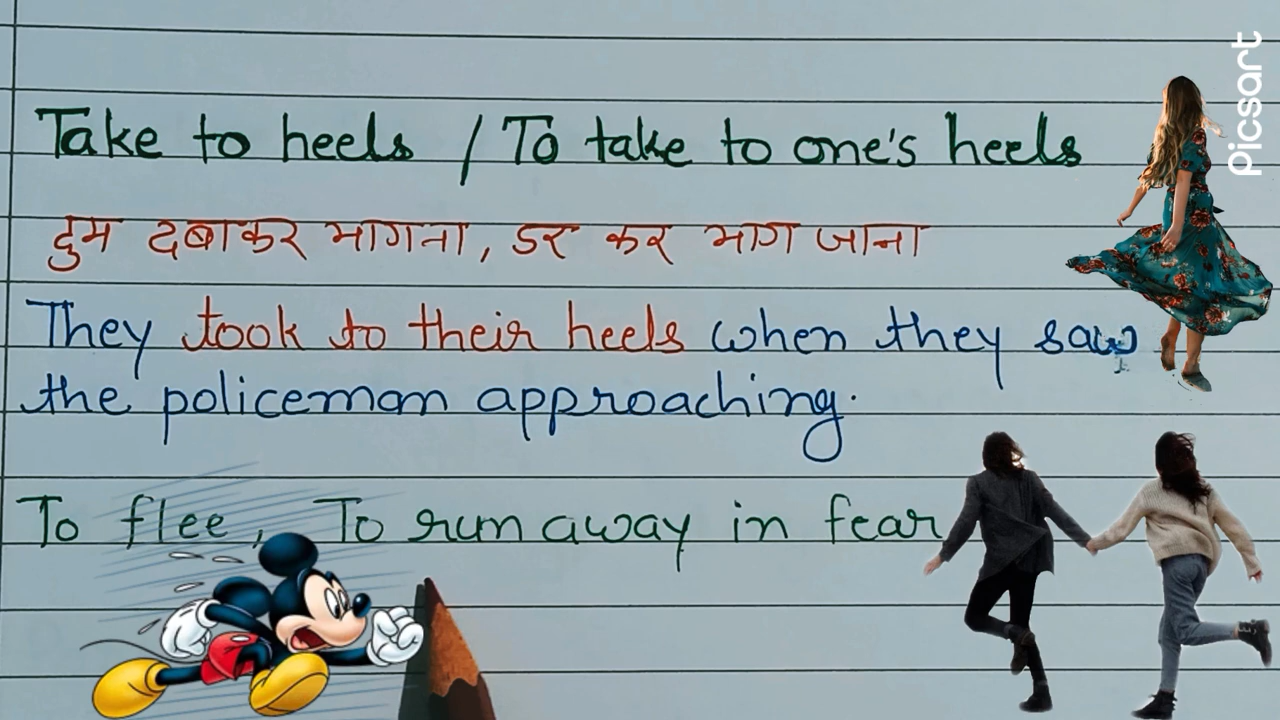 Take to heels / To take to one's heels
दुम दबाकर भागना, डर कर भाग जाना
They took to their heels when they saw
the policeman approaching.
To flee, To run away in fear
Picsart